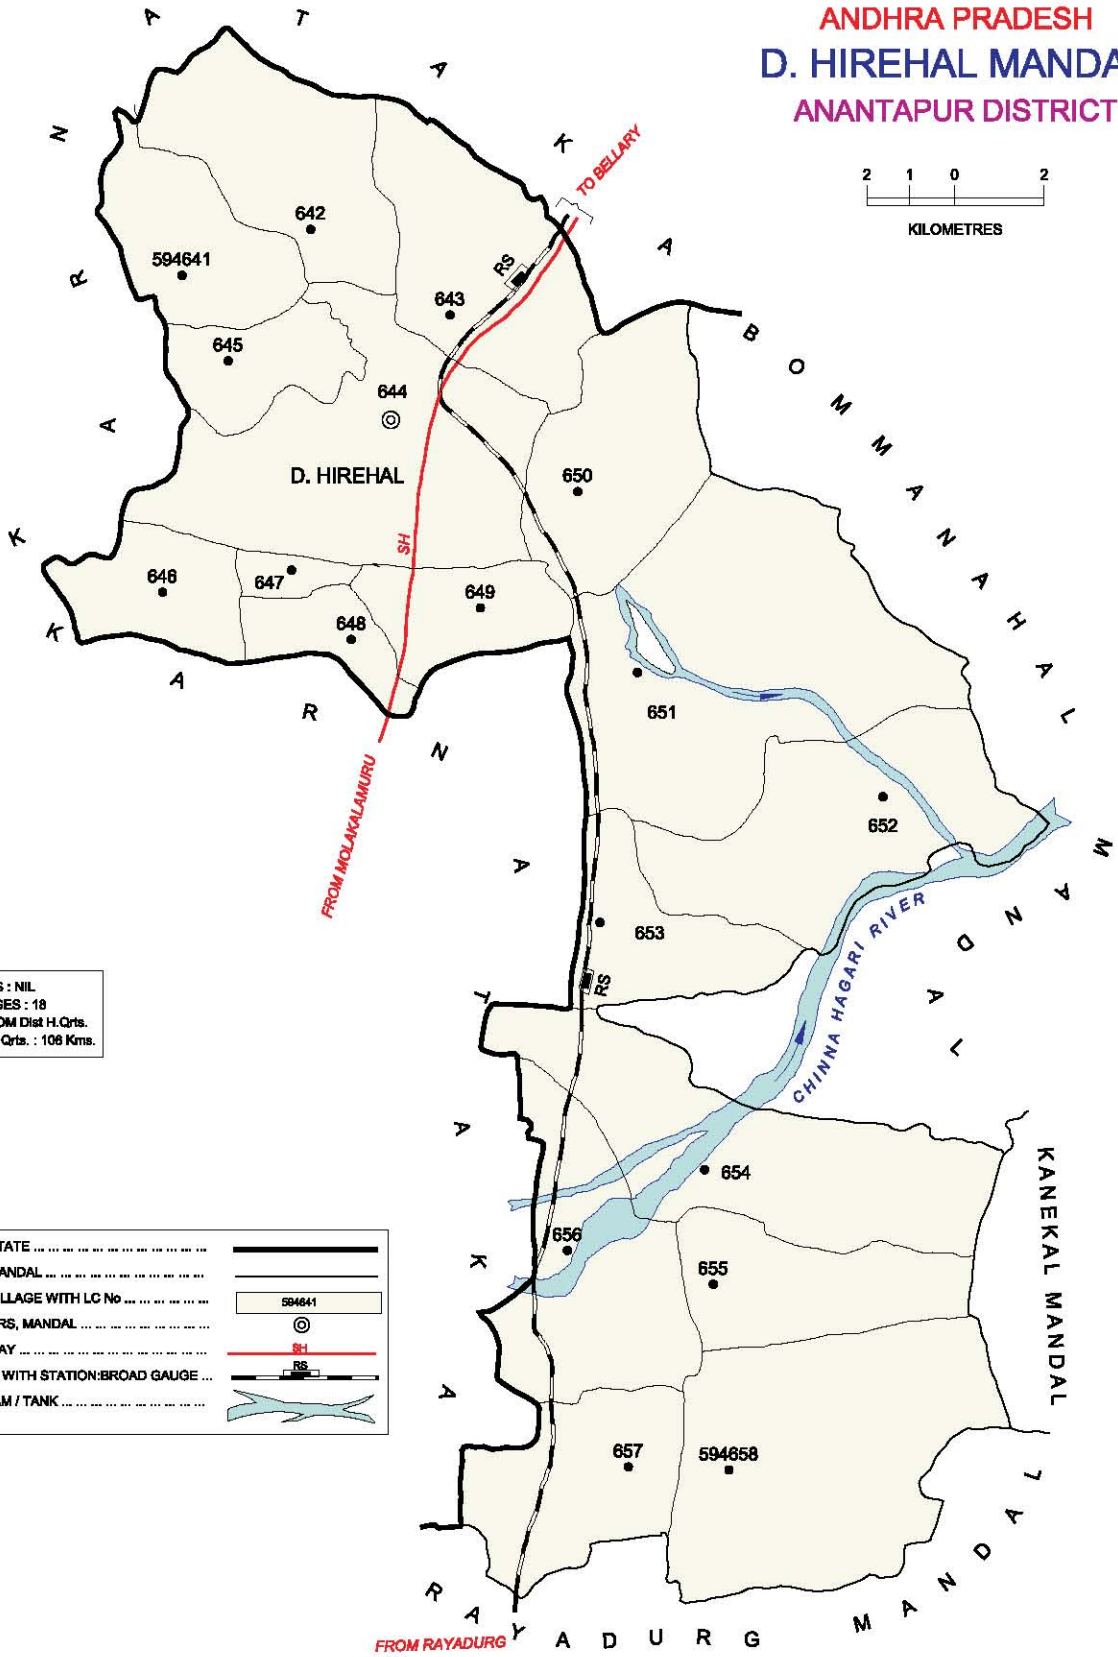 ANDHRA PRADESH
D. HIREHAL MANDA
ANANTAPUR DISTRICT
2 1 0 2
KILOMETRES
KARNATAKA
TO BELLARY
642
594641
RS
643
645
644
D. HIREHAL
650
SH
646
647
648
649
KARNATAKA
BOMMANAHAL MANDAL
651
652
FROM MOLAKALAMURU
653
RS
CHINNA HAGARI RIVER
S : NIL
GES : 18
OM Dist H.Qrts.
Qrts. : 106 Kms.
654
656
655
KANEKAL MANDAL
TATE ... ... ... ... ... ... ... ... ... ... ... ...
ANDAL ... ... ... ... ... ... ... ... ... ... ...
LLAGE WITH LC No ... ... ... ... ... ... 594641
RS, MANDAL ... ... ... ... ... ... ... ... ...
AY ... ... ... ... ... ... ... ... ... ... ... ... ... SH
WITH STATION:BROAD GAUGE ... RS
AM / TANK ... ... ... ... ... ... ... ... ... ...
657
594658
RAYADURG MANDAL
FROM RAYADURG